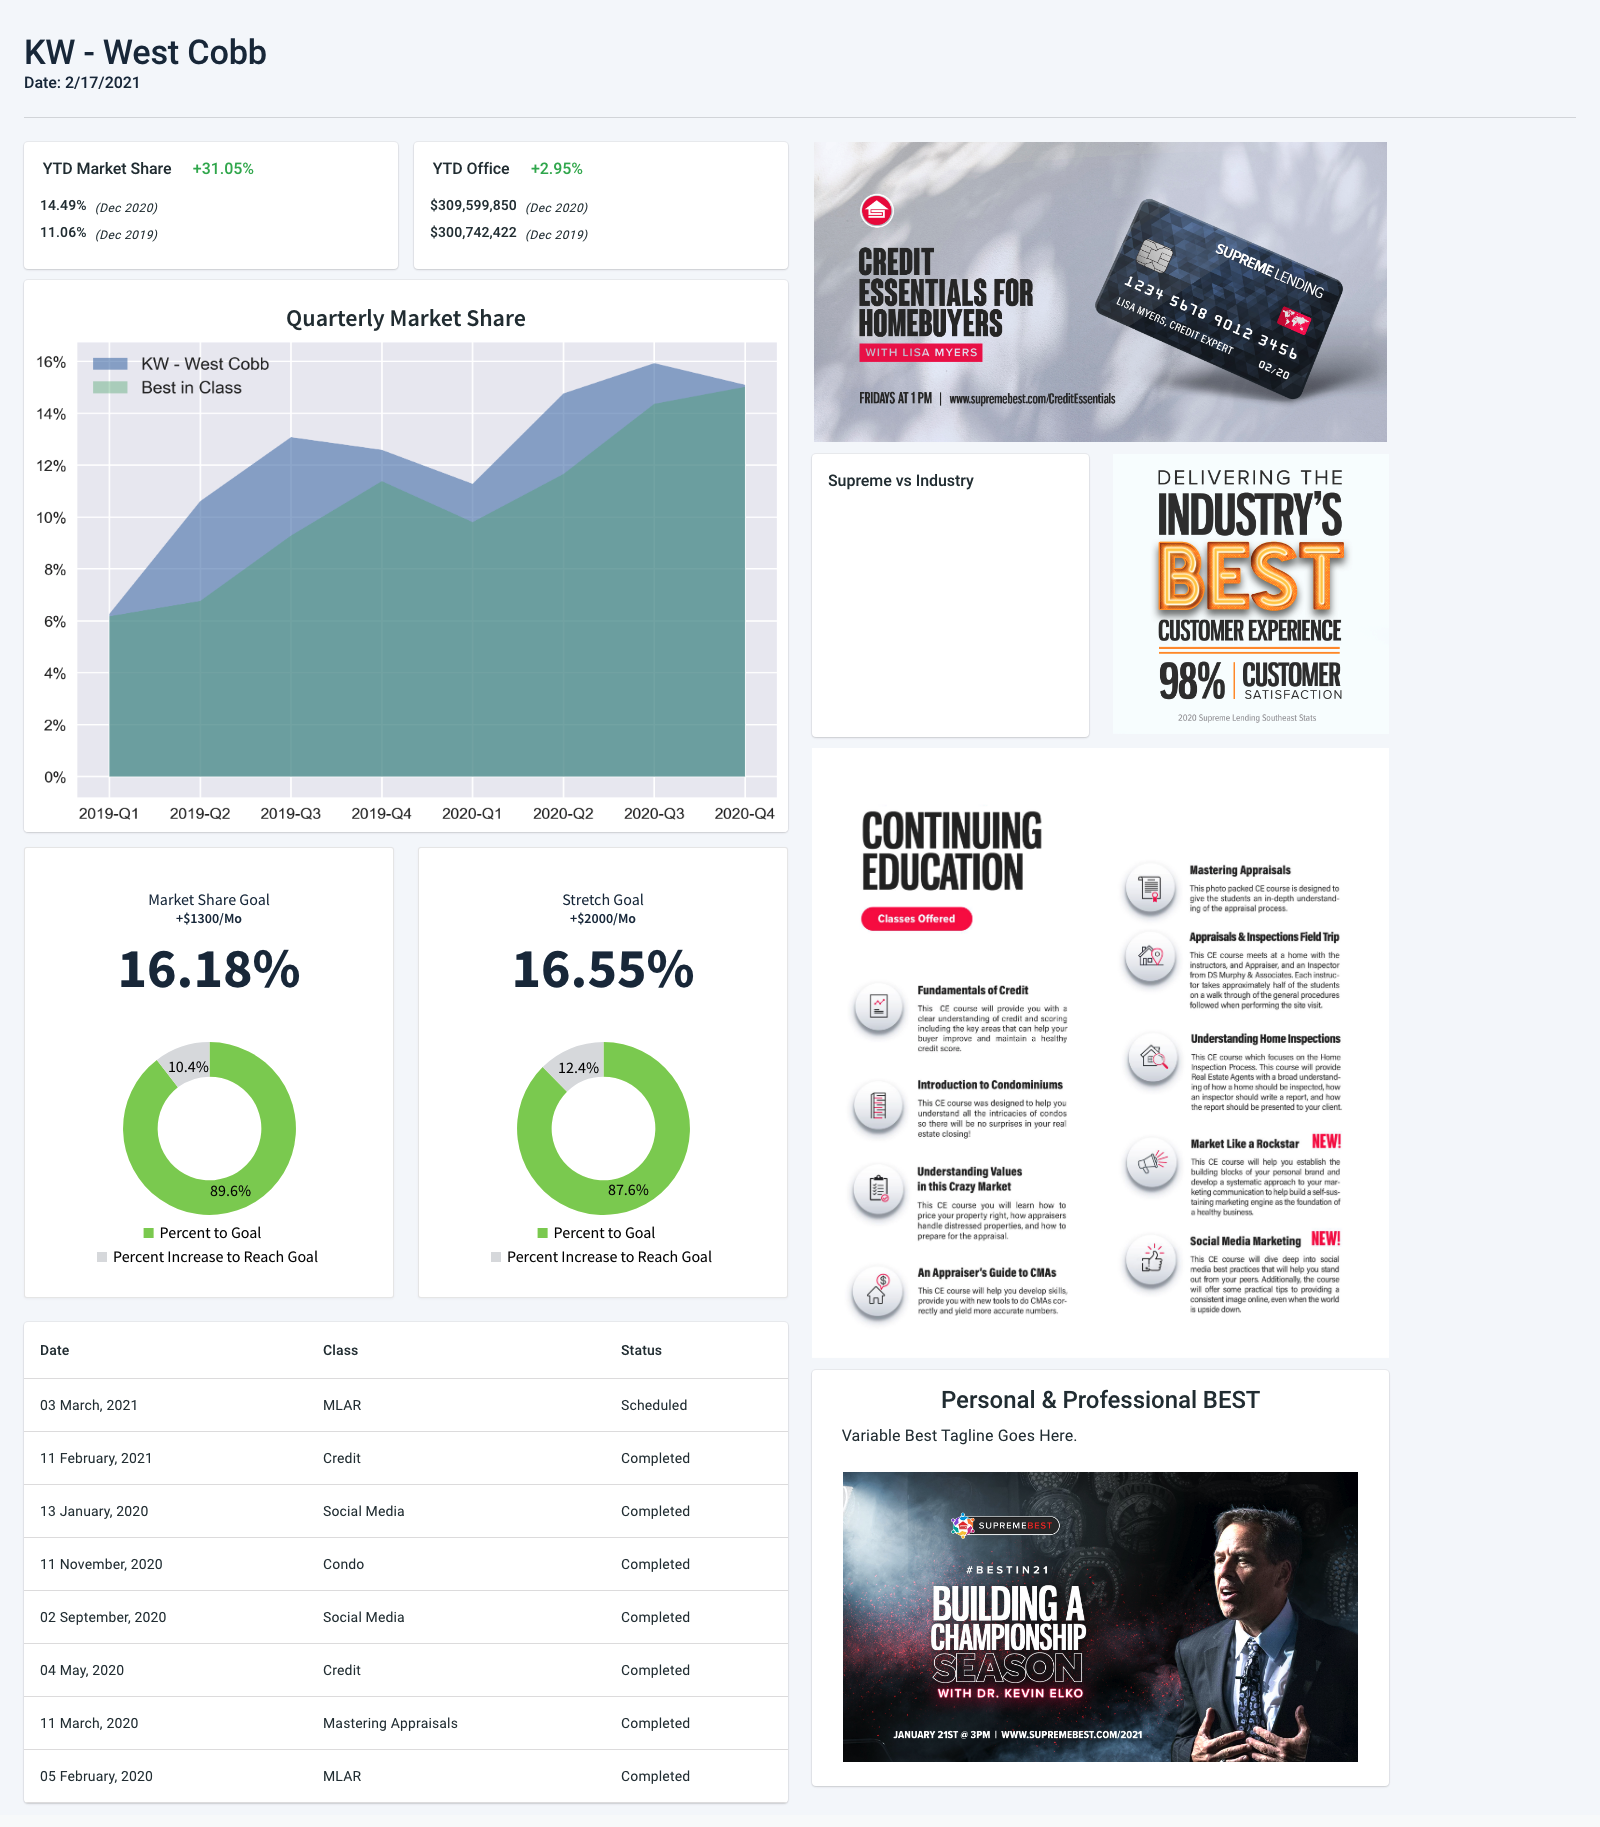 KW - West Cobb
Date: 2/17/2021
YTD Market Share +31.05%
14.49% (Dec 2020)
11.06% (Dec 2019)
YTD Office +2.95%
$309,599,850 (Dec 2020)
$300,742,422 (Dec 2019)
Quarterly Market Share
KW - West Cobb
Best in Class
16%
14%
12%
10%
8%
6%
4%
2%
0%
2019-Q1 2019-Q2 2019-Q3 2019-Q4 2020-Q1 2020-Q2 2020-Q3 2020-Q4
Market Share Goal
+$1300/Mo
16.18%
10.4%
89.6%
Percent to Goal
Percent Increase to Reach Goal
Stretch Goal
+$2000/Mo
16.55%
12.4%
87.6%
Percent to Goal
Percent Increase to Reach Goal
Date Class Status
03 March, 2021 MLAR Scheduled
11 February, 2021 Credit Completed
13 January, 2020 Social Media Completed
11 November, 2020 Condo Completed
02 September, 2020 Social Media Completed
04 May, 2020 Credit Completed
11 March, 2020 Mastering Appraisals Completed
05 February, 2020 MLAR Completed
CREDIT
ESSENTIALS FOR
HOMEBUYERS
WITH LISA MYERS
FRIDAYS AT 1 PM | www.supremebest.com/CreditEssentials
SUPREME LENDING
1234 5678 9012 3456
LISA MYERS, CREDIT EXPERT
02/20
Supreme vs Industry
DELIVERING THE
INDUSTRY'S
BEST
CUSTOMER EXPERIENCE
98% CUSTOMER
SATISFACTION
2020 Supreme Lending Southeast Stats
CONTINUING
EDUCATION
Classes Offered
Fundamentals of Credit
This CE course will provide you with a
clear understanding of credit and scoring
including the key areas that can help your
buyer improve and maintain a healthy
credit score.
Introduction to Condominiums
This CE course was designed to help you
understand all the intricacies of condos
so there will be no surprises in your real
estate closing!
Understanding Values
in this Crazy Market
This CE course you will learn how to
price your property right, how appraisers
handle distressed properties, and how to
prepare for the appraisal.
An Appraiser's Guide to CMAs
This CE course will help you develop skills,
provide you with new tools to do CMAs cor-
rectly and yield more accurate numbers.
Mastering Appraisals
This photo packed CE course is designed to
give the students an in-depth understand-
ing of the appraisal process.
Appraisals & Inspections Field Trip
This CE course meets at a home with the
instructors, and Appraiser, and an Inspector
from DS Murphy & Associates. Each instruc-
tor takes approximately half of the students
on a walk through of the general procedures
followed when performing the site visit.
Understanding Home Inspections
This CE course which focuses on the Home
Inspection Process. This course will provide
Real Estate Agents with a broad understand-
ing of how a home should be inspected, how
an inspector should write a report, and how
the report should be presented to your client.
Market Like a Rockstar NEW!
This CE course will help you establish the
building blocks of your personal brand and
develop a systematic approach to your mar-
keting communication to help build a self-sus-
taining marketing engine as the foundation of
a healthy business.
Social Media Marketing NEW!
This CE course will dive deep into social
media best practices that will help you stand
out from your peers. Additionally, the course
will offer some practical tips to providing a
consistent image online, even when the world
is upside down.
Personal & Professional BEST
Variable Best Tagline Goes Here.
SUPREMEBEST
#BESTIN21
BUILDING A
CHAMPIONSHIP
SEASON
WITH DR. KEVIN ELKO
JANUARY 21ST @ 3PM | WWW.SUPREMEBEST.COM/2021